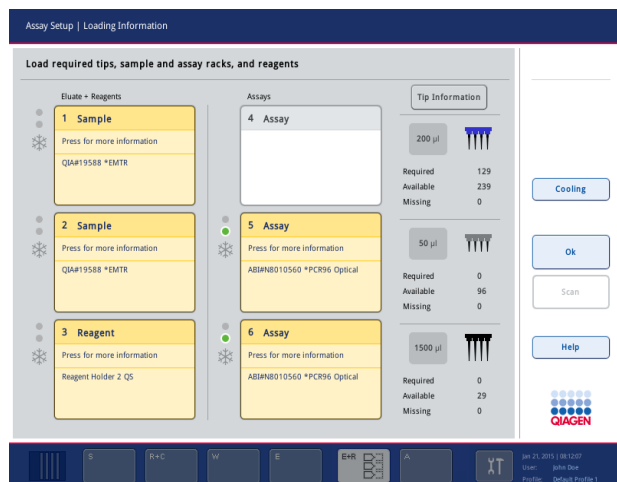 Assay Setup | Loading Information
Load required tips, sample and assay racks, and reagents
Eluate + Reagents
Assays
Tip Information
1 Sample
Press for more information
QIA#19588 *EMTR
4 Assay
200 µl
Required 129
Available 239
Missing 0
Cooling
2 Sample
Press for more information
QIA#19588 *EMTR
5 Assay
Press for more information
ABI#N8010560 *PCR96 Optical
50 µl
Required 0
Available 96
Missing 0
Ok
Scan
3 Reagent
Press for more information
Reagent Holder 2 QS
6 Assay
Press for more information
ABI#N8010560 *PCR96 Optical
1500 µl
Required 0
Available 29
Missing 0
Help
QIAGEN
S
R+C
W
E
E+R
A
Jan 21, 2015 | 08:12:07
User: John Doe
Profile: Default Profile 1